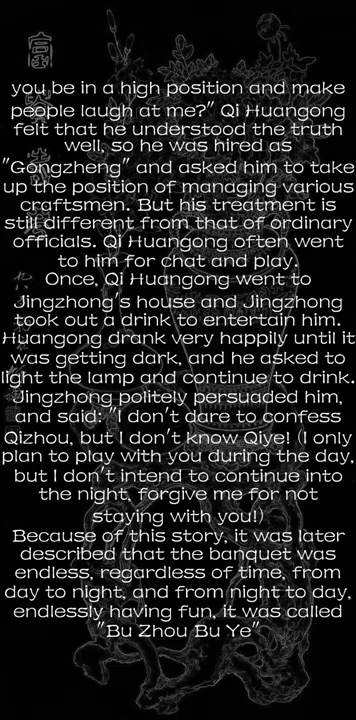 you be in a high position and make
people laugh at me?" Qi Huangong
felt that he understood the truth
well, so he was hired as
"Gongzheng" and asked him to take
up the position of managing various
craftsmen. But his treatment is
still different from that of ordinary
officials. Qi Huangong often went
to him for chat and play.
Once, Qi Huangong went to
Jingzhong's house and Jingzhong
took out a drink to entertain him.
Huangong drank very happily until it
was getting dark, and he asked to
light the lamp and continue to drink.
Jingzhong politely persuaded him,
and said: "I don't dare to confess
Qizhou, but I don't know Qiye! (I only
plan to play with you during the day,
but I don't intend to continue into
the night, forgive me for not
staying with you!)
Because of this story, it was later
described that the banquet was
endless, regardless of time, from
day to night, and from night to day,
endlessly having fun, it was called
"Bu Zhou Bu Ye"